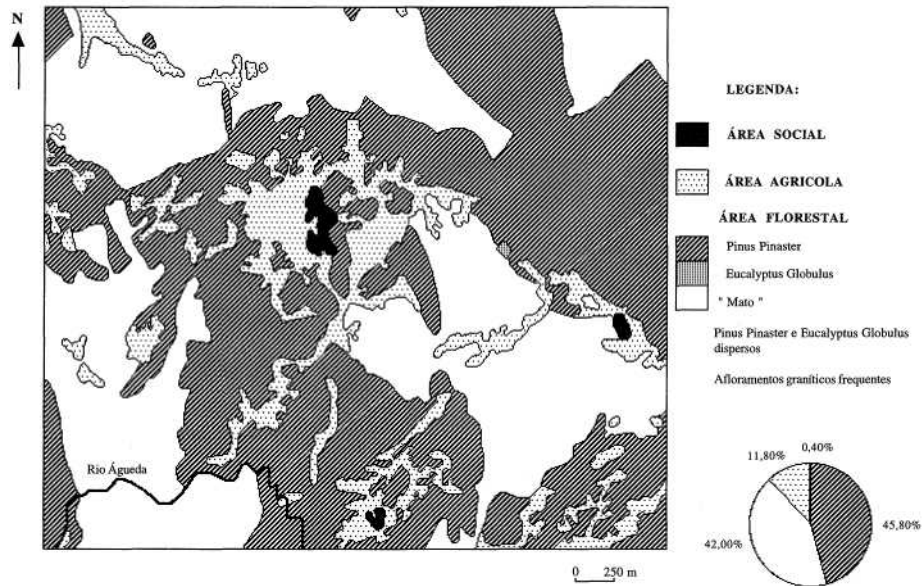 N
LEGENDA:
ÁREA SOCIAL
ÁREA AGRICOLA
ÁREA FLORESTAL
Pinus Pinaster
Eucalyptus Globulus
" Mato "
Pinus Pinaster e Eucalyptus Globulus
dispersos
Afloramentos graníticos frequentes
Rio Águeda
0,40%
11,80%
45,80%
42,00%
0 250 m